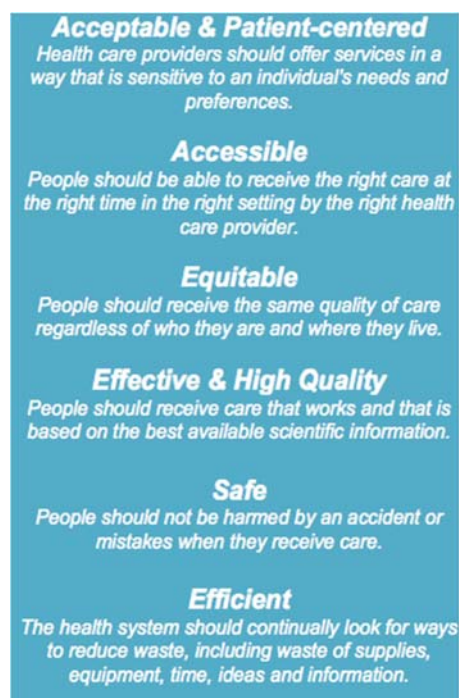 Acceptable & Patient-centered
Health care providers should offer services in a
way that is sensitive to an individual's needs and
preferences.
Accessible
People should be able to receive the right care at
the right time in the right setting by the right health
care provider.
Equitable
People should receive the same quality of care
regardless of who they are and where they live.
Effective & High Quality
People should receive care that works and that is
based on the best available scientific information.
Safe
People should not be harmed by an accident or
mistakes when they receive care.
Efficient
The health system should continually look for ways
to reduce waste, including waste of supplies,
equipment, time, ideas and information.